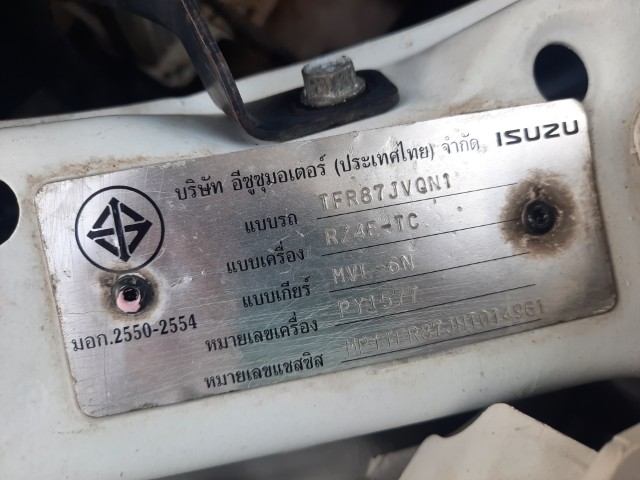 บริษัท อีซูซุมอเตอร์ (ประเทศไทย) จำกัด ISUZU
แบบรถ TFR87JVQN1
แบบเครื่อง RZ4E-TC
แบบเกียร์ MVL-6N
มอก.2550-2554
หมายเลขเครื่อง PY1577
หมายเลขแชสซิส